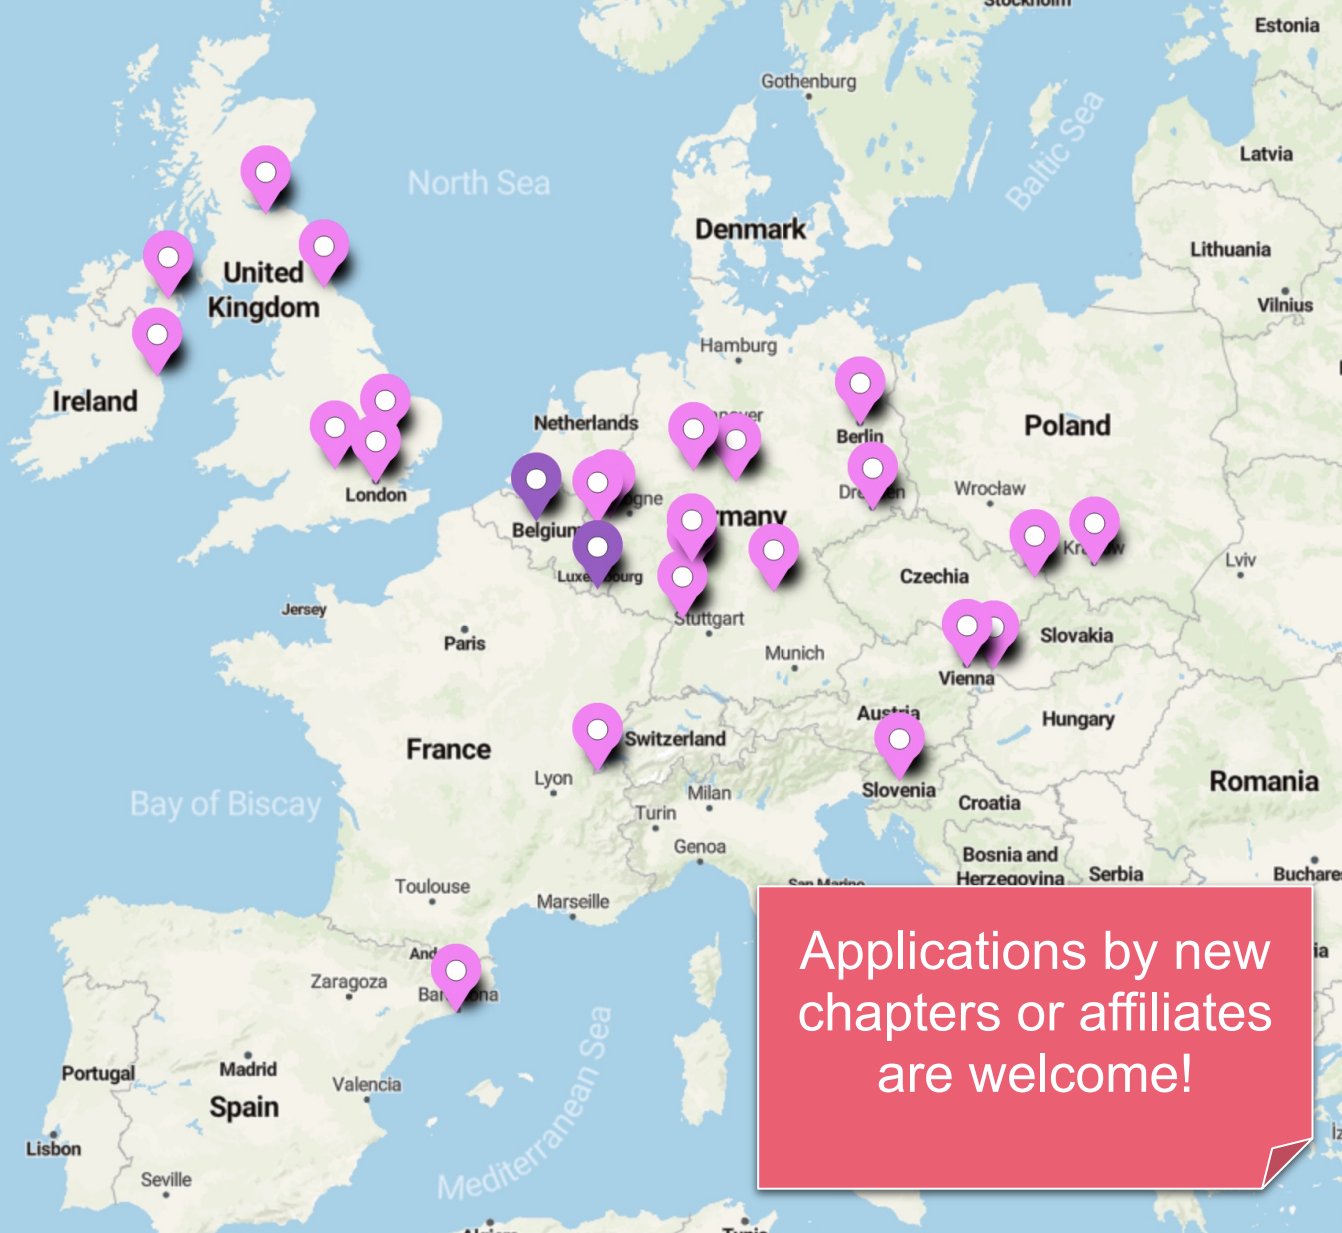 Estonia
Gothenburg
Baltic Sea
Latvia
North Sea
Denmark
Lithuania
United
Kingdom
Vilnius
Hamburg
Ireland
Netherlands
Berlin
Poland
London
Wrocław
Belgium
Czechia
Lviv
Jersey
Stuttgart
Paris
Slovakia
Munich
Vienna
Hungary
Switzerland
France
Lyon
Romania
Slovenia
Milan
Croatia
Bay of Biscay
Turin
Genoa
Bosnia and
Herzegovina
Serbia
Toulouse
Marseille
Zaragoza
Applications by new
chapters or affiliates
are welcome!
Madrid
Portugal
Valencia
Spain
Mediterranean Sea
Lisbon
Seville